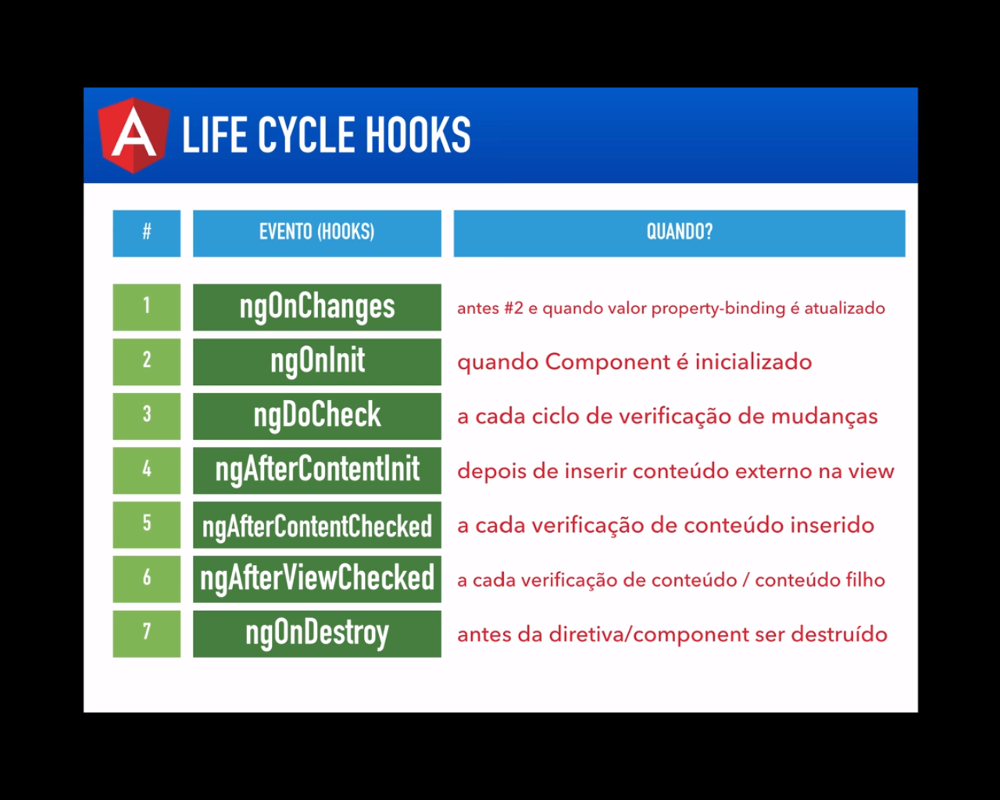 A LIFE CYCLE HOOKS
# EVENTO (HOOKS) QUANDO?
1 ngOnChanges antes #2 e quando valor property-binding é atualizado
2 ngOnInit quando Component é inicializado
3 ngDoCheck a cada ciclo de verificação de mudanças
4 ngAfterContentInit depois de inserir conteúdo externo na view
5 ngAfterContentChecked a cada verificação de conteúdo inserido
6 ngAfterViewChecked a cada verificação de conteúdo / conteúdo filho
7 ngOnDestroy antes da diretiva/component ser destruído